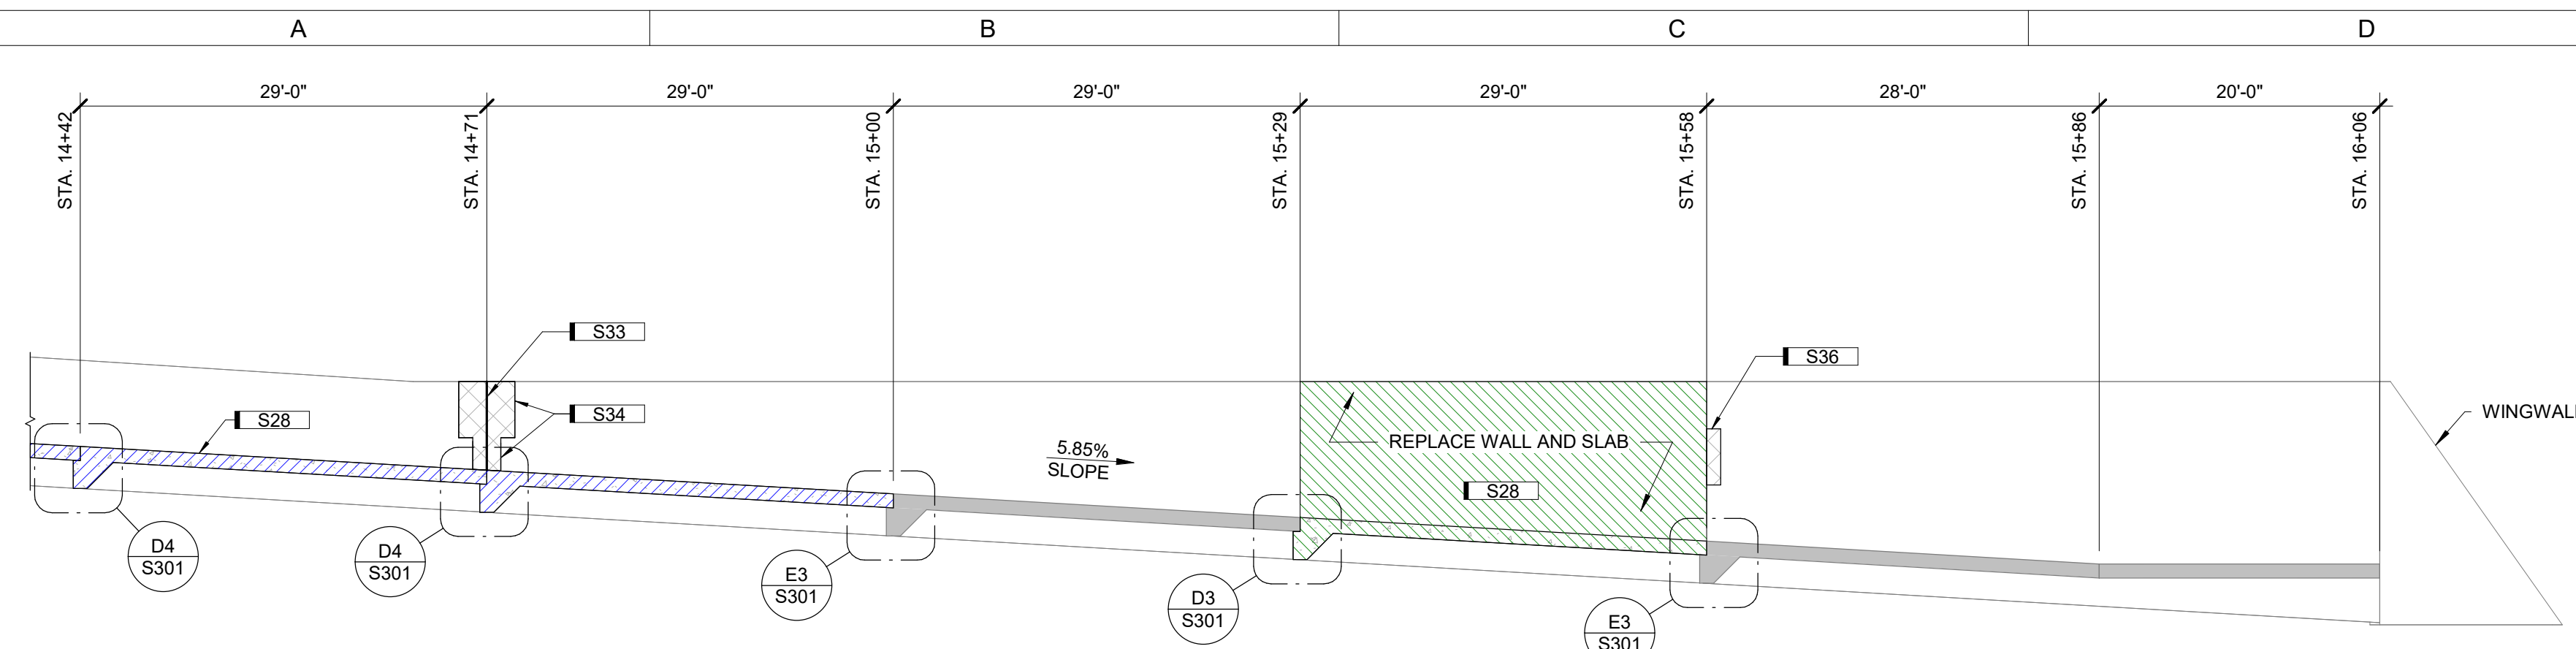 A
B
C
D
29'-0"
29'-0"
29'-0"
29'-0"
28'-0"
20'-0"
STA. 14+42
STA. 14+71
STA. 15+00
STA. 15+29
STA. 15+58
STA. 15+86
STA. 16+06
S33
S36
S34
S28
WINGWALL
5.85%
SLOPE
REPLACE WALL AND SLAB
S28
D4
S301
D4
S301
E3
S301
D3
S301
E3
S301